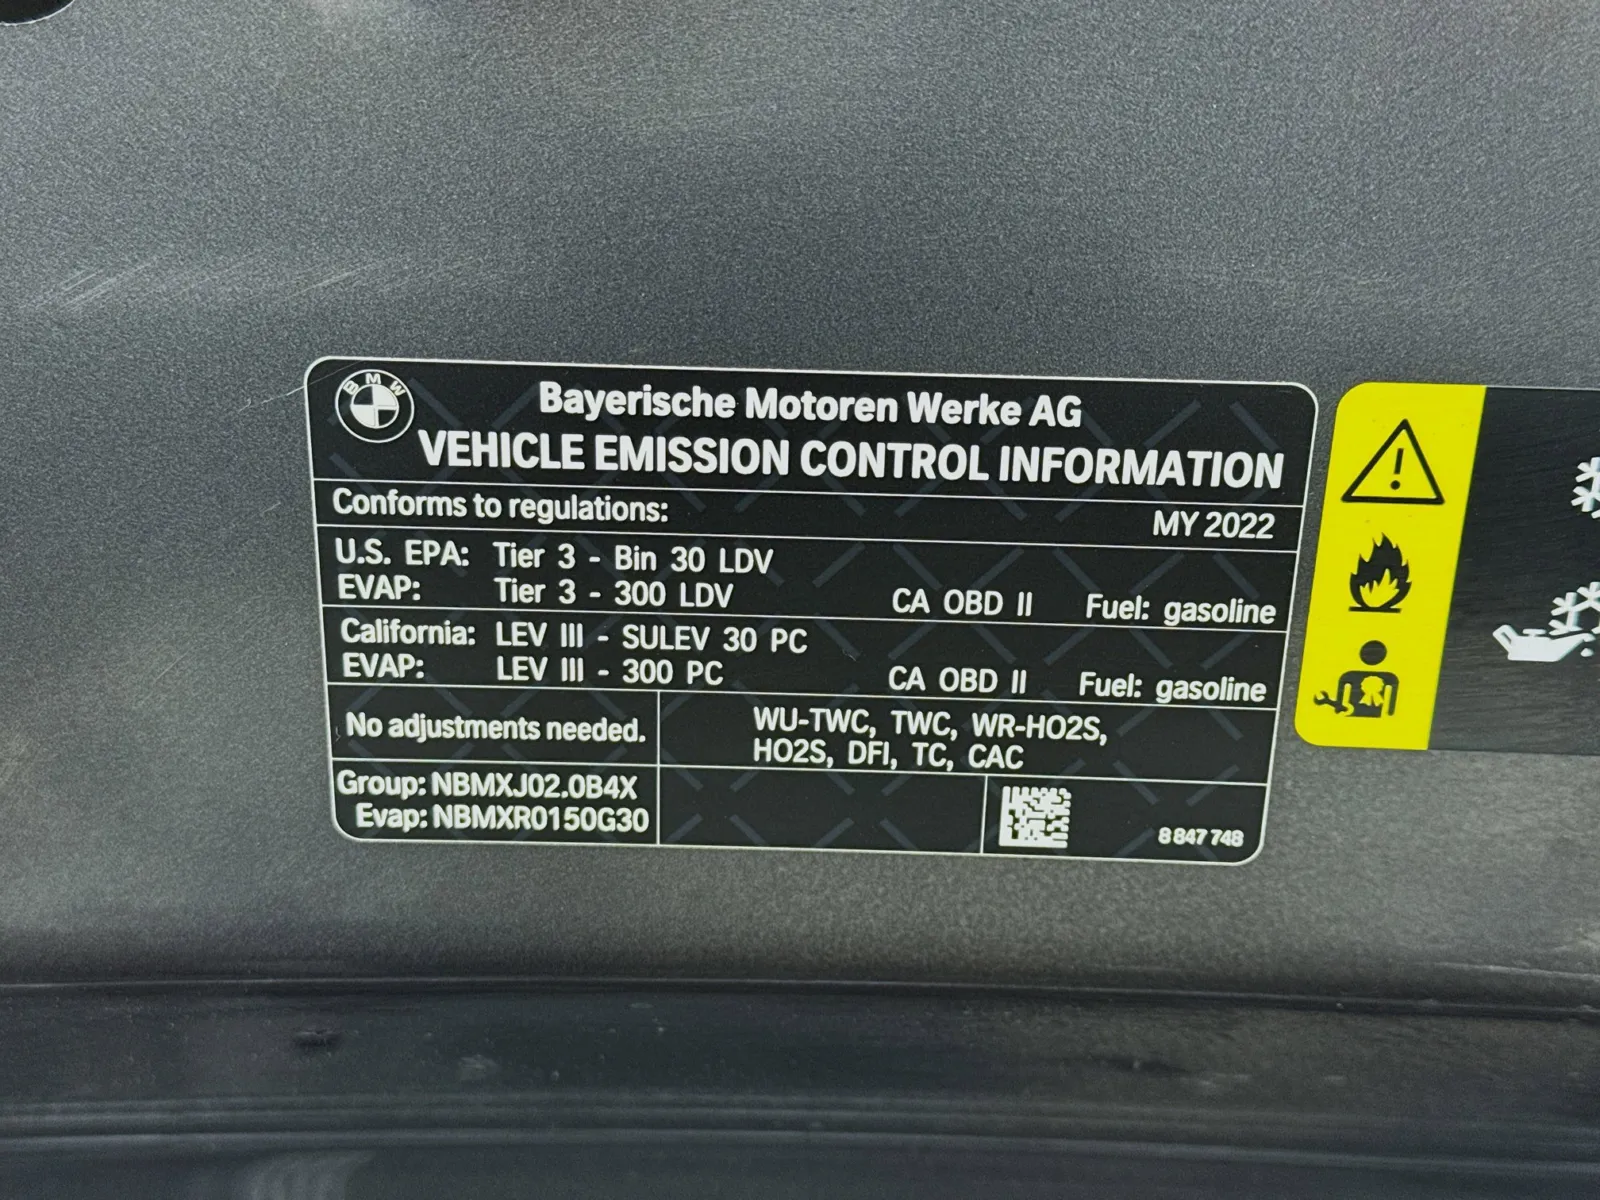 BMW
Bayerische Motoren Werke AG
VEHICLE EMISSION CONTROL INFORMATION
Conforms to regulations: MY 2022
U.S. EPA: Tier 3 - Bin 30 LDV
EVAP: Tier 3 - 300 LDV CA OBD II Fuel: gasoline
California: LEV III - SULEV 30 PC
EVAP: LEV III - 300 PC CA OBD II Fuel: gasoline
No adjustments needed.
WU-TWC, TWC, WR-HO2S,
HO2S, DFI, TC, CAC
Group: NBMXJ02.0B4X
Evap: NBMXR0150G30
8 847 748